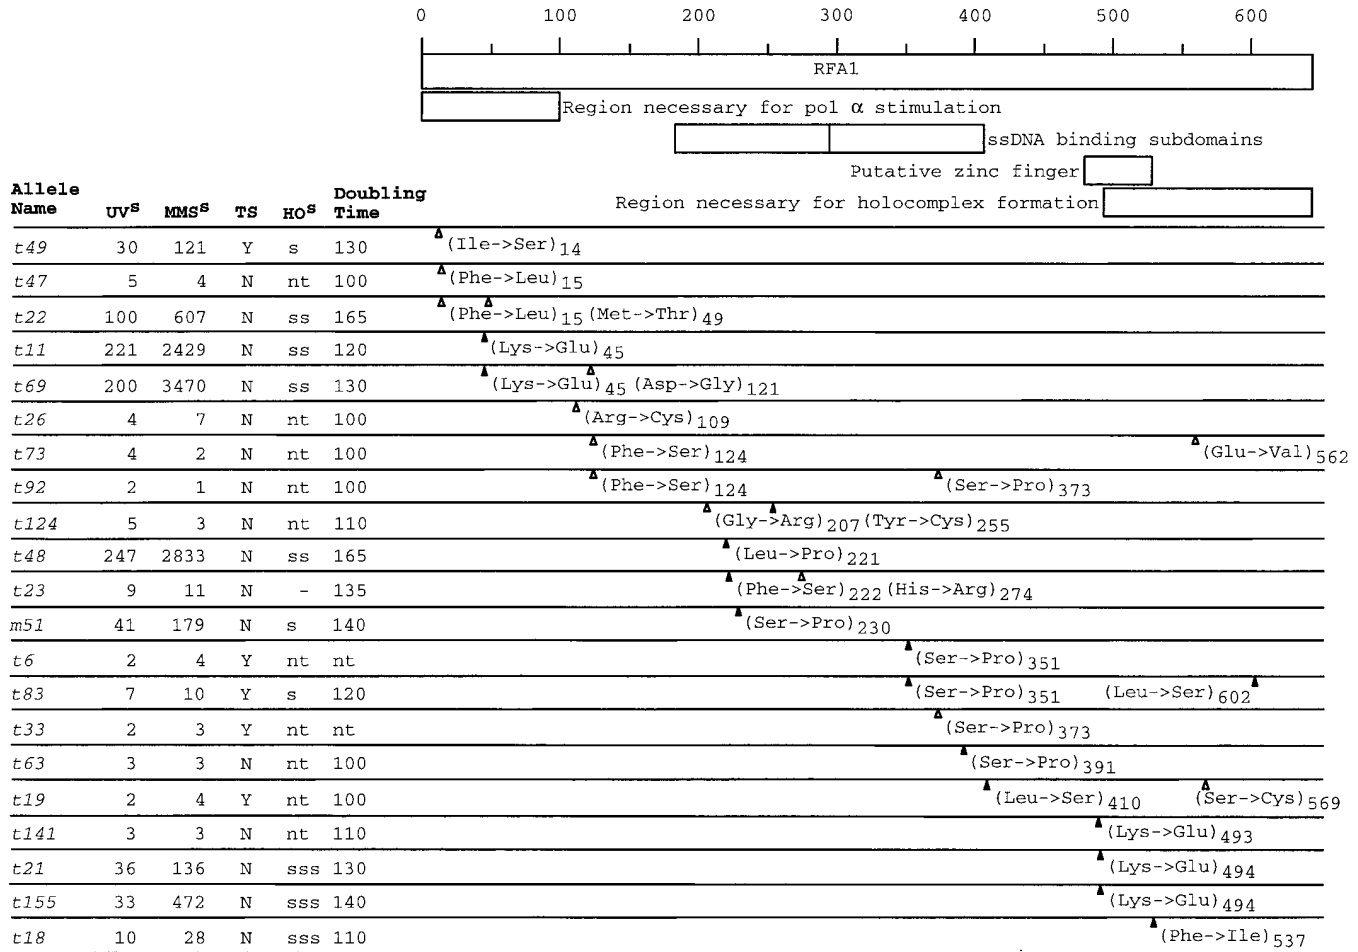 0 100 200 300 400 500 600
RFA1
Region necessary for pol α stimulation
ssDNA binding subdomains
Putative zinc finger
Region necessary for holocomplex formation
Allele Name UVS MMSS TS HOS Doubling Time
t49 30 121 Y s 130 (Ile->Ser)14
t47 5 4 N nt 100 (Phe->Leu)15
t22 100 607 N ss 165 (Phe->Leu)15 (Met->Thr)49
t11 221 2429 N ss 120 (Lys->Glu)45
t69 200 3470 N ss 130 (Lys->Glu)45 (Asp->Gly)121
t26 4 7 N nt 100 (Arg->Cys)109
t73 4 2 N nt 100 (Phe->Ser)124 (Glu->Val)562
t92 2 1 N nt 100 (Phe->Ser)124 (Ser->Pro)373
t124 5 3 N nt 110 (Gly->Arg)207 (Tyr->Cys)255
t48 247 2833 N ss 165 (Leu->Pro)221
t23 9 11 N - 135 (Phe->Ser)222 (His->Arg)274
m51 41 179 N s 140 (Ser->Pro)230
t6 2 4 Y nt nt (Ser->Pro)351
t83 7 10 Y s 120 (Ser->Pro)351 (Leu->Ser)602
t33 2 3 Y nt nt (Ser->Pro)373
t63 3 3 N nt 100 (Ser->Pro)391
t19 2 4 Y nt 100 (Leu->Ser)410 (Ser->Cys)569
t141 3 3 N nt 110 (Lys->Glu)493
t21 36 136 N sss 130 (Lys->Glu)494
t155 33 472 N sss 140 (Lys->Glu)494
t18 10 28 N sss 110 (Phe->Ile)537